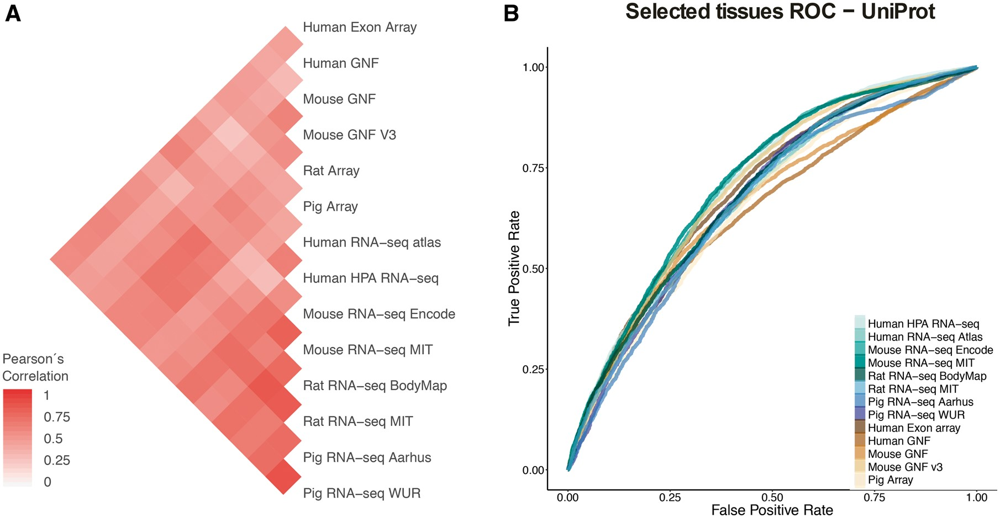 A
Human Exon Array
Human GNF
Mouse GNF
Mouse GNF V3
Rat Array
Pig Array
Human RNA−seq atlas
Human HPA RNA−seq
Mouse RNA−seq Encode
Mouse RNA−seq MIT
Rat RNA−seq BodyMap
Rat RNA−seq MIT
Pig RNA−seq Aarhus
Pig RNA−seq WUR
Pearson´s
Correlation
1
0.75
0.5
0.25
0
B
Selected tissues ROC − UniProt
True Positive Rate
1.00
0.75
0.50
0.25
0.00
0.00
0.25
0.50
0.75
1.00
False Positive Rate
Human HPA RNA−seq
Human RNA−seq Atlas
Mouse RNA−seq Encode
Mouse RNA−seq MIT
Rat RNA−seq BodyMap
Rat RNA−seq MIT
Pig RNA−seq Aarhus
Pig RNA−seq WUR
Human Exon array
Human GNF
Mouse GNF
Mouse GNF v3
Pig Array